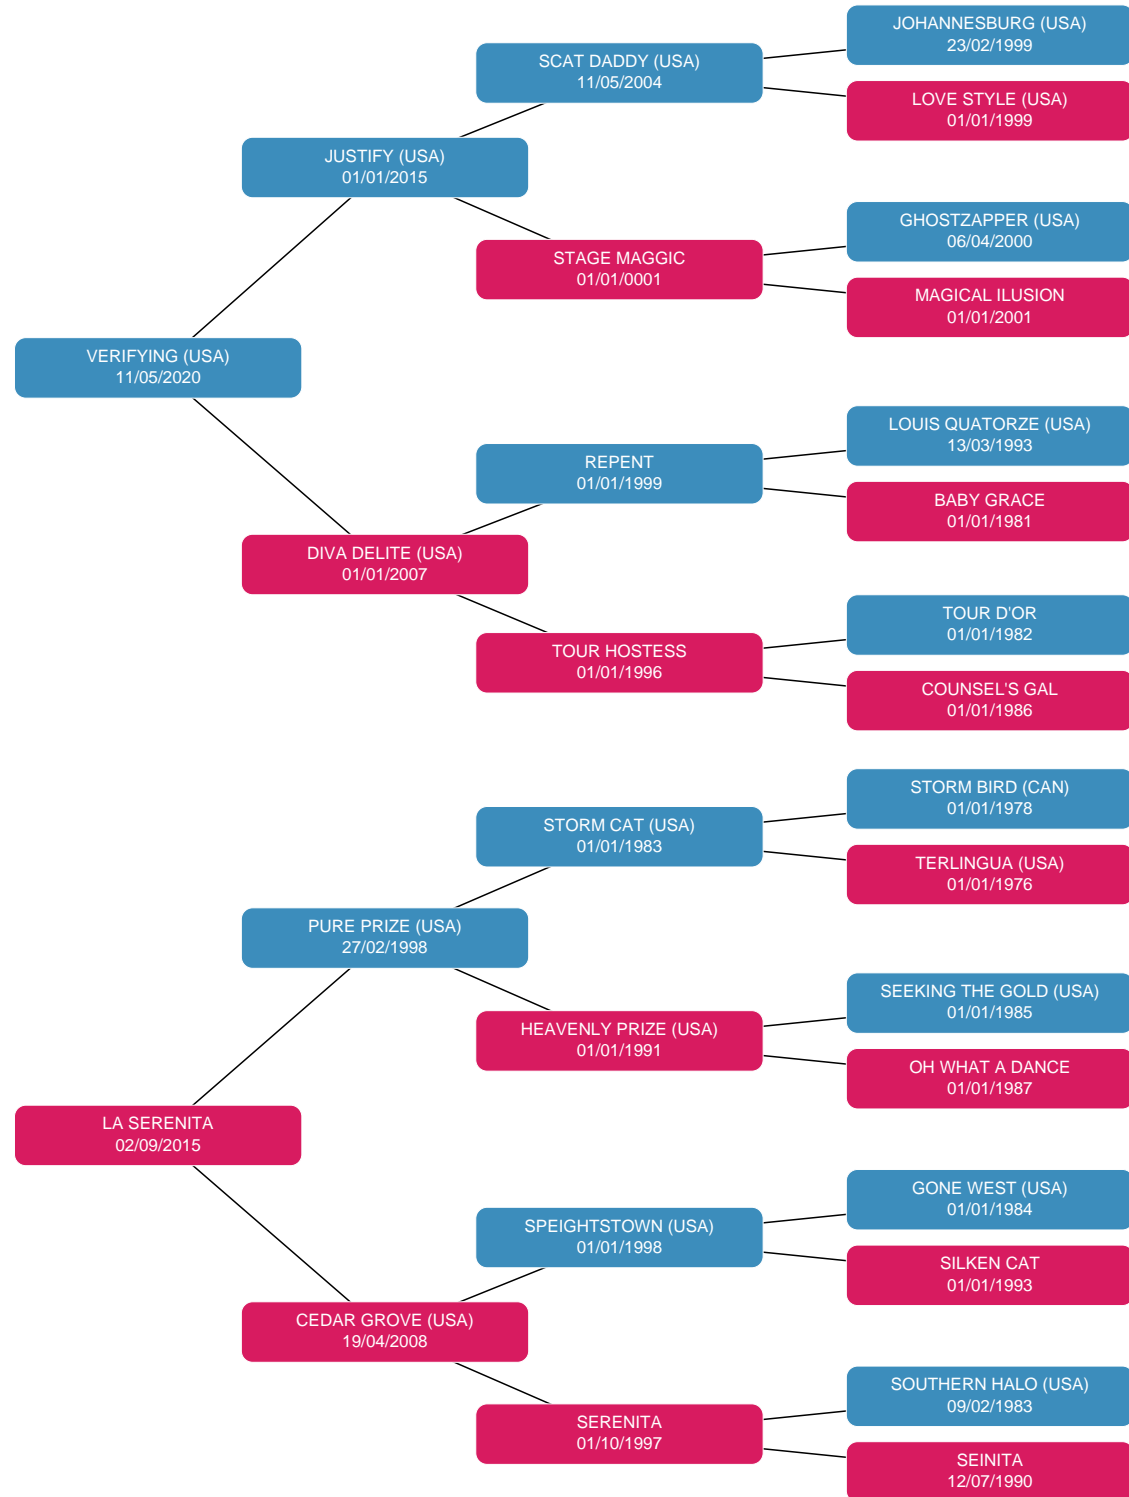 JOHANNESBURG (USA)
23/02/1999
SCAT DADDY (USA)
11/05/2004
LOVE STYLE (USA)
01/01/1999
JUSTIFY (USA)
01/01/2015
GHOSTZAPPER (USA)
06/04/2000
STAGE MAGGIC
01/01/0001
MAGICAL ILUSION
01/01/2001
VERIFYING (USA)
11/05/2020
LOUIS QUATORZE (USA)
13/03/1993
REPENT
01/01/1999
BABY GRACE
01/01/1981
DIVA DELITE (USA)
01/01/2007
TOUR D'OR
01/01/1982
TOUR HOSTESS
01/01/1996
COUNSEL'S GAL
01/01/1986
STORM BIRD (CAN)
01/01/1978
STORM CAT (USA)
01/01/1983
TERLINGUA (USA)
01/01/1976
PURE PRIZE (USA)
27/02/1998
SEEKING THE GOLD (USA)
01/01/1985
HEAVENLY PRIZE (USA)
01/01/1991
OH WHAT A DANCE
01/01/1987
LA SERENITA
02/09/2015
GONE WEST (USA)
01/01/1984
SPEIGHTSTOWN (USA)
01/01/1998
SILKEN CAT
01/01/1993
CEDAR GROVE (USA)
19/04/2008
SOUTHERN HALO (USA)
09/02/1983
SERENITA
01/10/1997
SEINITA
12/07/1990